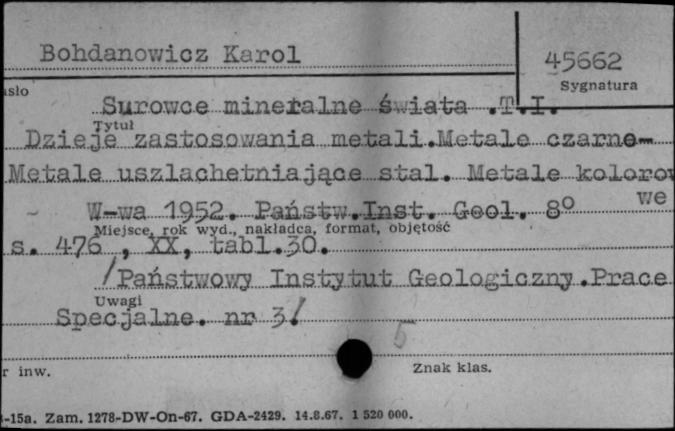 Bohdanowicz Karol
45662
Sygnatura
Surowce mineralne świata .T.I.
Tytuł
Dzieje zastosowania metali.Metale czarne-
Metale uszlachetniające stal. Metale kolorow
we
W-wa 1952. Państw.Inst. Geol. 8°
Miejsce, rok wyd., nakładca, format, objętość
s. 476 , XX, tabl.30.
/Państwowy Instytut Geologiczny.Prace
Uwagi
Specjalne. nr 3/
5
r inw.
Znak klas.
-15a. Zam. 1278-DW-On-67. GDA-2429. 14.8.67. 1 520 000.